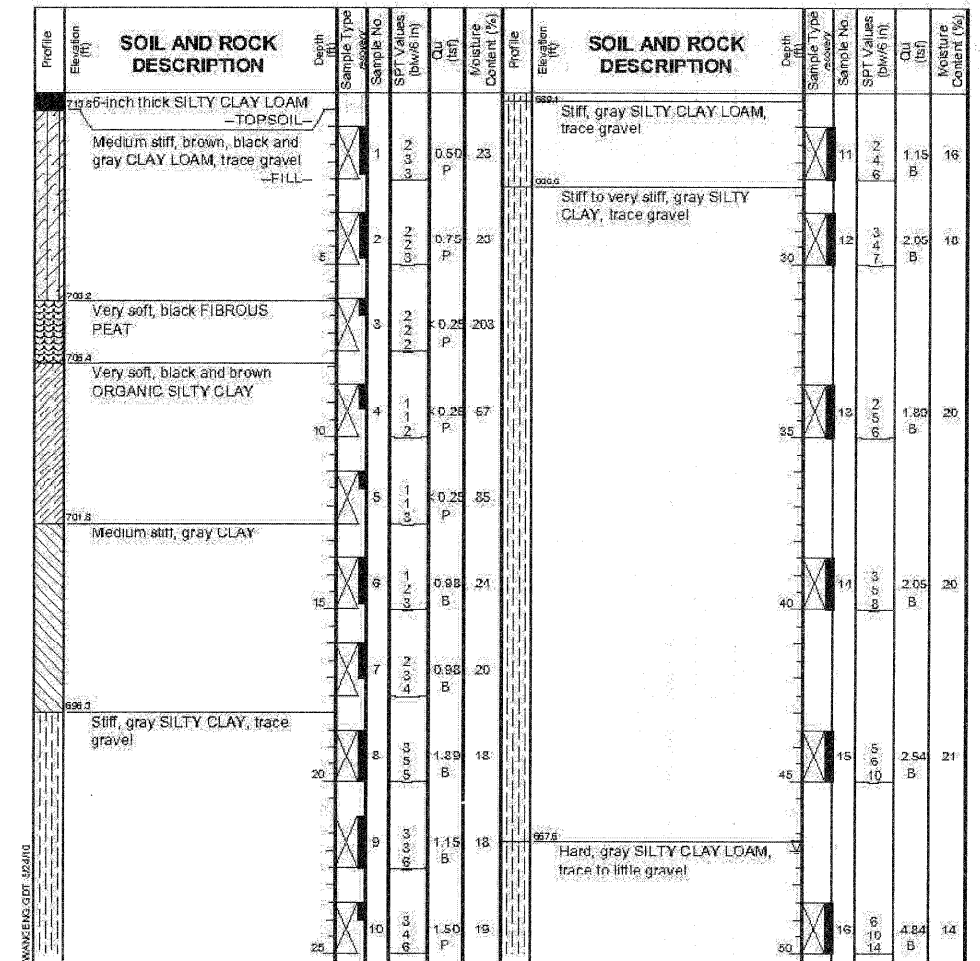 Profile
Elevation (ft)
SOIL AND ROCK
DESCRIPTION
Depth (ft)
Sample Type
recovery
Sample No.
SPT Values (blw/6 in)
Qu (tsf)
Moisture Content (%)
6-inch thick SILTY CLAY LOAM
--TOPSOIL--
Medium stiff, brown, black and
gray CLAY LOAM, trace gravel
--FILL--
1
2
3
3
0.50
P
23
2
2
2
3
0.75
P
23
5
Very soft, black FIBROUS
PEAT
3
2
2
2
< 0.25
P
203
Very soft, black and brown
ORGANIC SILTY CLAY
4
1
1
2
< 0.25
P
10
5
1
1
< 0.25
P
85
Medium stiff, gray CLAY
6
1
2
3
0.98
B
15
7
2
3
4
0.98
B
20
696.3
Stiff, gray SILTY CLAY, trace
gravel
8
5
5
1.89
B
18
20
9
3
1.15
B
18
10
3
4
6
1.50
P
19
25
Profile
Elevation (ft)
SOIL AND ROCK
DESCRIPTION
Depth (ft)
Sample Type
recovery
Sample No.
SPT Values (blw/6 in)
Qu (tsf)
Moisture Content (%)
Stiff, gray SILTY CLAY LOAM,
trace gravel
11
2
4
6
1.15
B
16
Stiff to very stiff, gray SILTY
CLAY, trace gravel
12
3
4
7
2.05
B
30
13
2
5
6
B
20
35
14
3
5
8
2.05
B
20
40
15
5
6
10
2.54
B
21
45
667.6
Hard, gray SILTY CLAY LOAM,
trace to little gravel
16
6
10
14
4.84
B
14
50